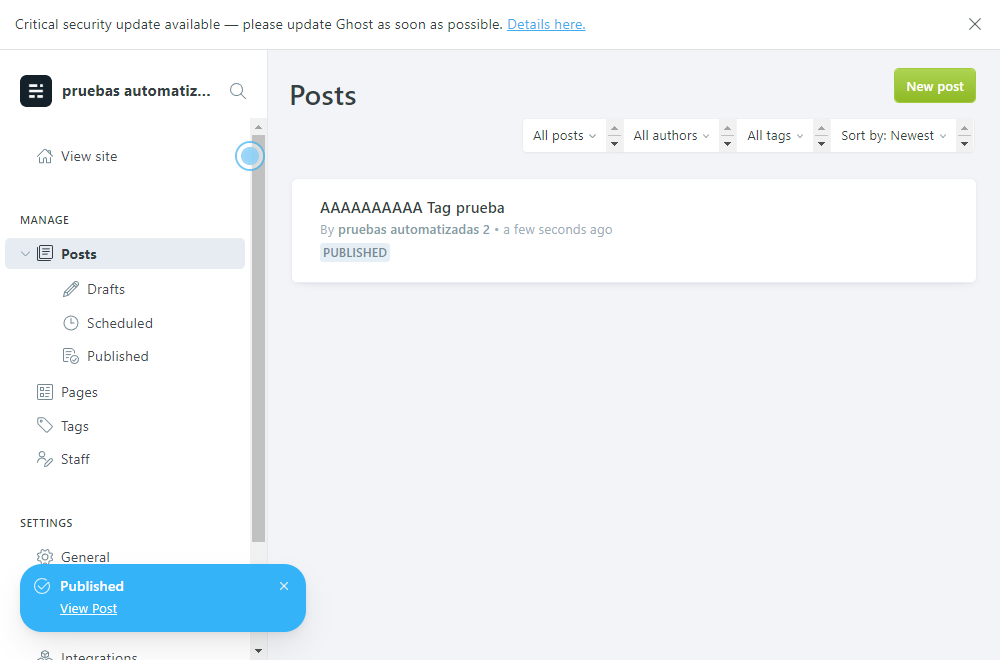 Critical security update available — please update Ghost as soon as possible. Details here.
pruebas automatiz...
View site
MANAGE
Posts
Drafts
Scheduled
Published
Pages
Tags
Staff
SETTINGS
General
Published
View Post
Integrations
Posts
New post
All posts
All authors
All tags
Sort by: Newest
AAAAAAAAAA Tag prueba
By pruebas automatizadas 2 • a few seconds ago
PUBLISHED